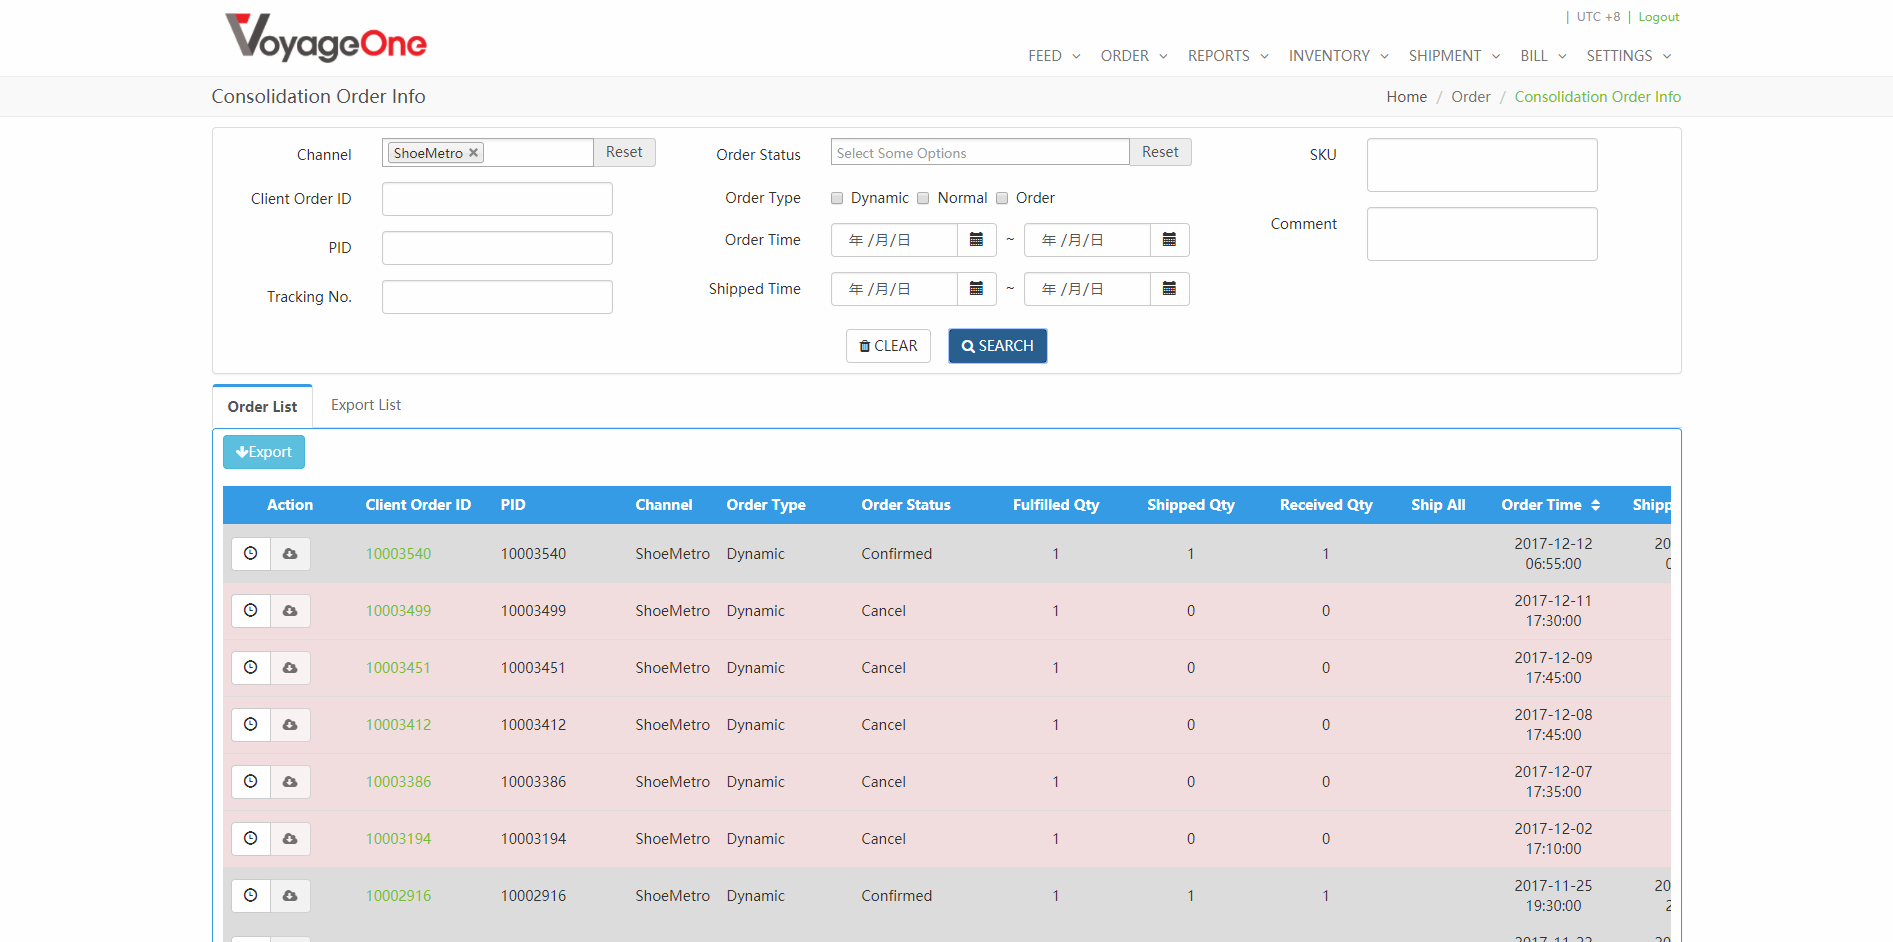 VoyageOne
| UTC +8 | Logout
FEED ORDER REPORTS INVENTORY SHIPMENT BILL SETTINGS
Consolidation Order Info
Home / Order / Consolidation Order Info
Channel ShoeMetro Reset Order Status Select Some Options Reset SKU
Client Order ID Order Type Dynamic Normal Order
Comment
PID Order Time 年 /月/日 ~ 年 /月/日
Tracking No. Shipped Time 年 /月/日 ~ 年 /月/日
CLEAR SEARCH
Order List Export List
Export
Action Client Order ID PID Channel Order Type Order Status Fulfilled Qty Shipped Qty Received Qty Ship All Order Time Shipp
10003540 10003540 ShoeMetro Dynamic Confirmed 1 1 1 2017-12-12 06:55:00 20
10003499 10003499 ShoeMetro Dynamic Cancel 1 0 0 2017-12-11 17:30:00
10003451 10003451 ShoeMetro Dynamic Cancel 1 0 0 2017-12-09 17:45:00
10003412 10003412 ShoeMetro Dynamic Cancel 1 0 0 2017-12-08 17:45:00
10003386 10003386 ShoeMetro Dynamic Cancel 1 0 0 2017-12-07 17:35:00
10003194 10003194 ShoeMetro Dynamic Cancel 1 0 0 2017-12-02 17:10:00
10002916 10002916 ShoeMetro Dynamic Confirmed 1 1 1 2017-11-25 19:30:00 20 2